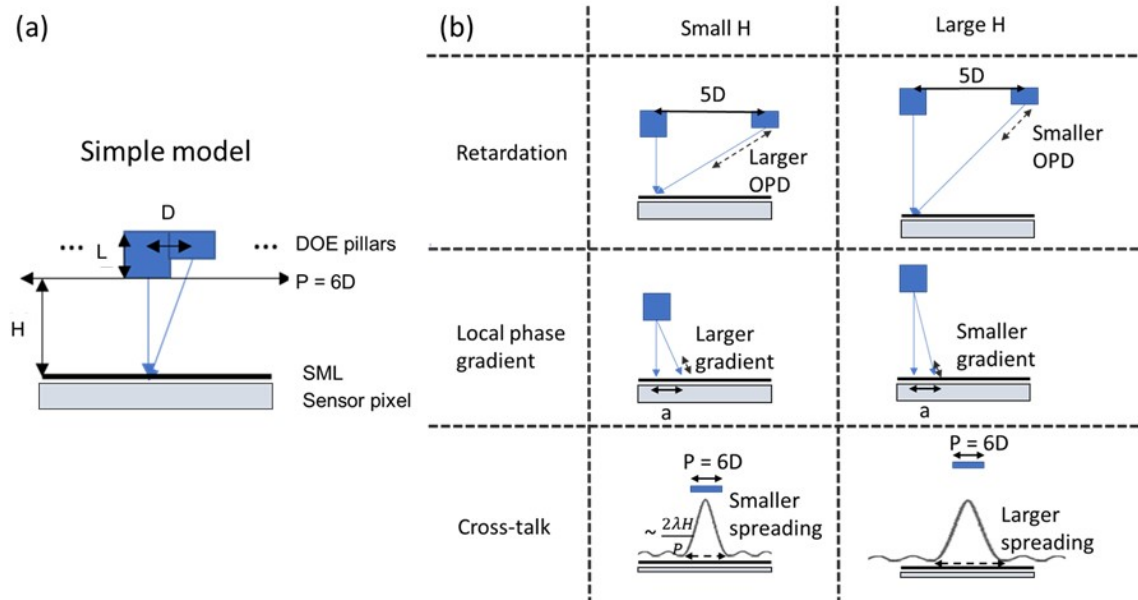 (a)
Simple model
D
...
L
...
DOE pillars
P = 6D
H
SML
Sensor pixel
(b)
Small H
Large H
Retardation
5D
Larger
OPD
5D
Smaller
OPD
Local phase
gradient
Larger
gradient
a
Smaller
gradient
a
Cross-talk
P = 6D
Smaller
spreading
~ 2λH/P
P = 6D
Larger
spreading